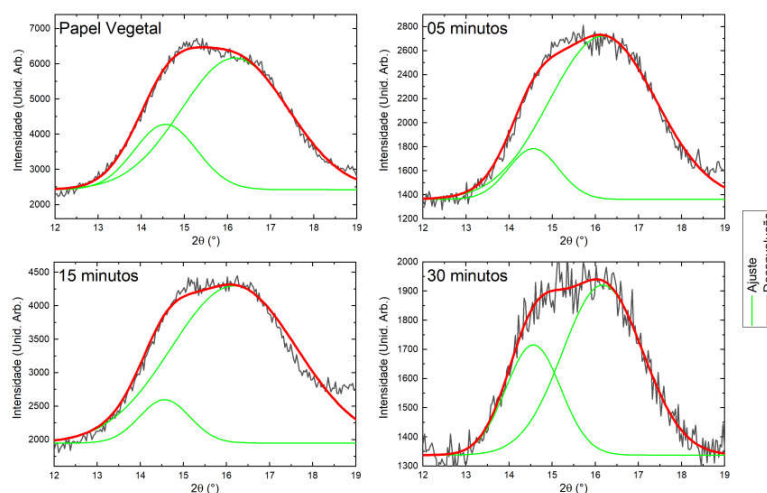 Papel Vegetal
7000
6000
5000
4000
3000
2000
Intensidade (Unid. Arb.)
12 13 14 15 16 17 18 19
2θ (°)
05 minutos
2800
2600
2400
2200
2000
1800
1600
1400
1200
Intensidade (Unid. Arb.)
12 13 14 15 16 17 18 19
2θ (°)
15 minutos
4500
4000
3500
3000
2500
2000
Intensidade (Unid. Arb.)
12 13 14 15 16 17 18 19
2θ (°)
30 minutos
2000
1900
1800
1700
1600
1500
1400
1300
Intensidade (Unid. Arb.)
12 13 14 15 16 17 18 19
2θ (°)
Ajuste